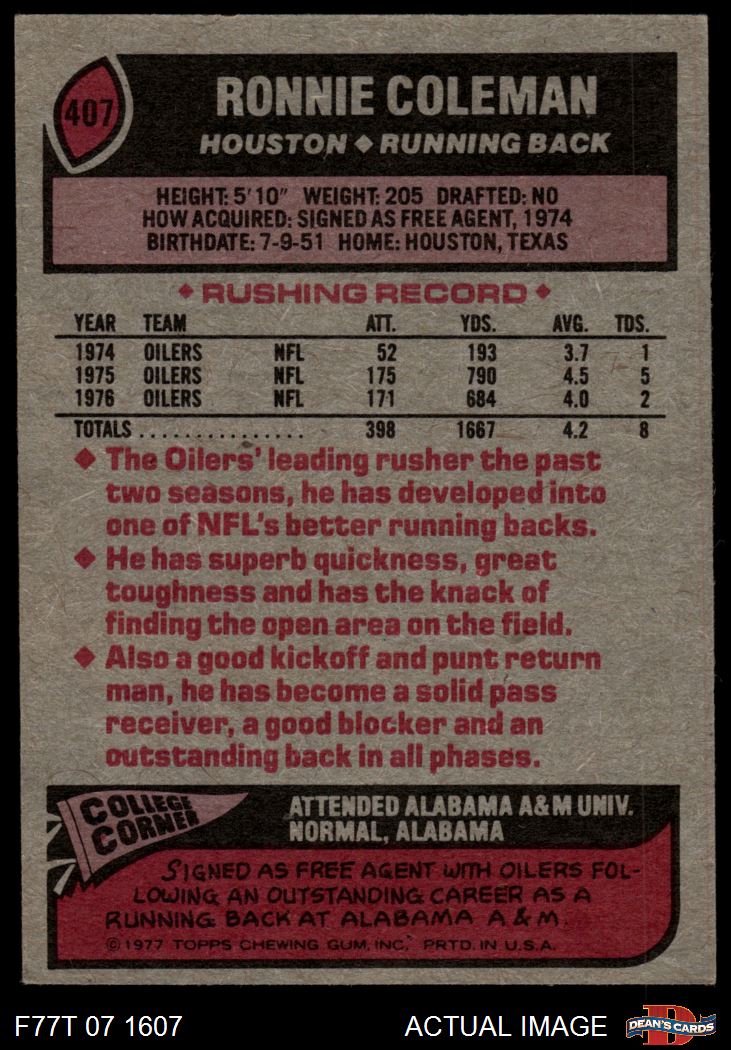 407
RONNIE COLEMAN
HOUSTON ◆ RUNNING BACK
HEIGHT: 5'10" WEIGHT: 205 DRAFTED: NO
HOW ACQUIRED: SIGNED AS FREE AGENT, 1974
BIRTHDATE: 7-9-51 HOME: HOUSTON, TEXAS
◆ RUSHING RECORD ◆
YEAR TEAM ATT. YDS. AVG. TDS.
1974 OILERS NFL 52 193 3.7 1
1975 OILERS NFL 175 790 4.5 5
1976 OILERS NFL 171 684 4.0 2
TOTALS ................ 398 1667 4.2 8
◆ The Oilers' leading rusher the past
two seasons, he has developed into
one of NFL's better running backs.
◆ He has superb quickness, great
toughness and has the knack of
finding the open area on the field.
◆ Also a good kickoff and punt return
man, he has become a solid pass
receiver, a good blocker and an
outstanding back in all phases.
COLLEGE
CORNER
ATTENDED ALABAMA A&M UNIV.
NORMAL, ALABAMA
SIGNED AS FREE AGENT WITH OILERS FOL-
LOWING AN OUTSTANDING CAREER AS A
RUNNING BACK AT ALABAMA A & M.
©1977 TOPPS CHEWING GUM, INC. PRTD. IN U.S.A.
F77T 07 1607
ACTUAL IMAGE
D
DEAN'S CARDS